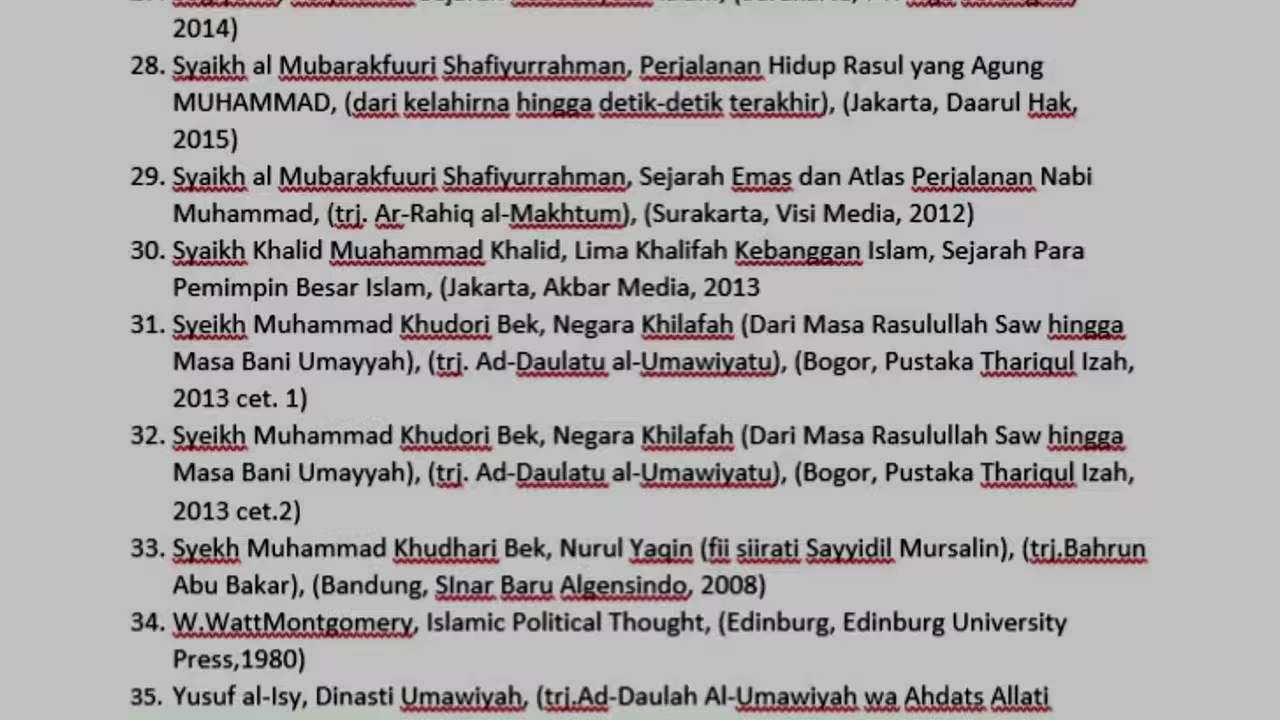 2014)
28. Syaikh al Mubarakfuuri Shafiyurrahman, Perjalanan Hidup Rasul yang Agung
MUHAMMAD, (dari kelahirna hingga detik-detik terakhir), (Jakarta, Daarul Hak,
2015)
29. Syaikh al Mubarakfuuri Shafiyurrahman, Sejarah Emas dan Atlas Perjalanan Nabi
Muhammad, (trj. Ar-Rahiq al-Makhtum), (Surakarta, Visi Media, 2012)
30. Syaikh Khalid Muahammad Khalid, Lima Khalifah Kebanggan Islam, Sejarah Para
Pemimpin Besar Islam, (Jakarta, Akbar Media, 2013
31. Syeikh Muhammad Khudori Bek, Negara Khilafah (Dari Masa Rasulullah Saw hingga
Masa Bani Umayyah), (trj. Ad-Daulatu al-Umawiyatu), (Bogor, Pustaka Thariqul Izah,
2013 cet. 1)
32. Syeikh Muhammad Khudori Bek, Negara Khilafah (Dari Masa Rasulullah Saw hingga
Masa Bani Umayyah), (trj. Ad-Daulatu al-Umawiyatu), (Bogor, Pustaka Thariqul Izah,
2013 cet.2)
33. Syekh Muhammad Khudhari Bek, Nurul Yaqin (fii siirati Sayyidil Mursalin), (trj.Bahrun
Abu Bakar), (Bandung, SInar Baru Algensindo, 2008)
34. W.WattMontgomery, Islamic Political Thought, (Edinburg, Edinburg University
Press,1980)
35. Yusuf al-Isy, Dinasti Umawiyah, (trj.Ad-Daulah Al-Umawiyah wa Ahdats Allati